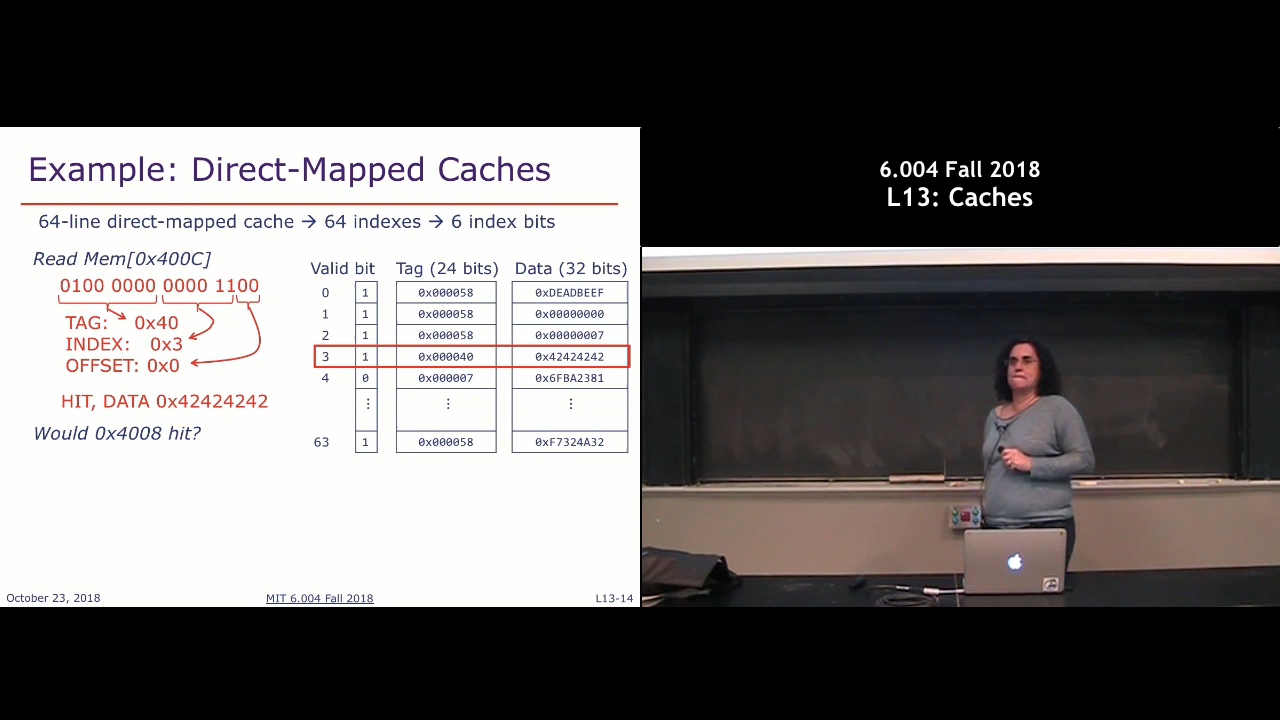 Example: Direct-Mapped Caches
64-line direct-mapped cache → 64 indexes → 6 index bits
Read Mem[0x400C]
0100 0000 0000 1100
TAG: 0x40
INDEX: 0x3
OFFSET: 0x0
HIT, DATA 0x42424242
Would 0x4008 hit?
Valid bit Tag (24 bits) Data (32 bits)
0 1 0x000058 0xDEADBEEF
1 1 0x000058 0x00000000
2 1 0x000058 0x00000007
3 1 0x000040 0x42424242
4 0 0x000007 0x6FBA2381
⋮ ⋮ ⋮
63 1 0x000058 0xF7324A32
October 23, 2018 MIT 6.004 Fall 2018 L13-14
6.004 Fall 2018
L13: Caches